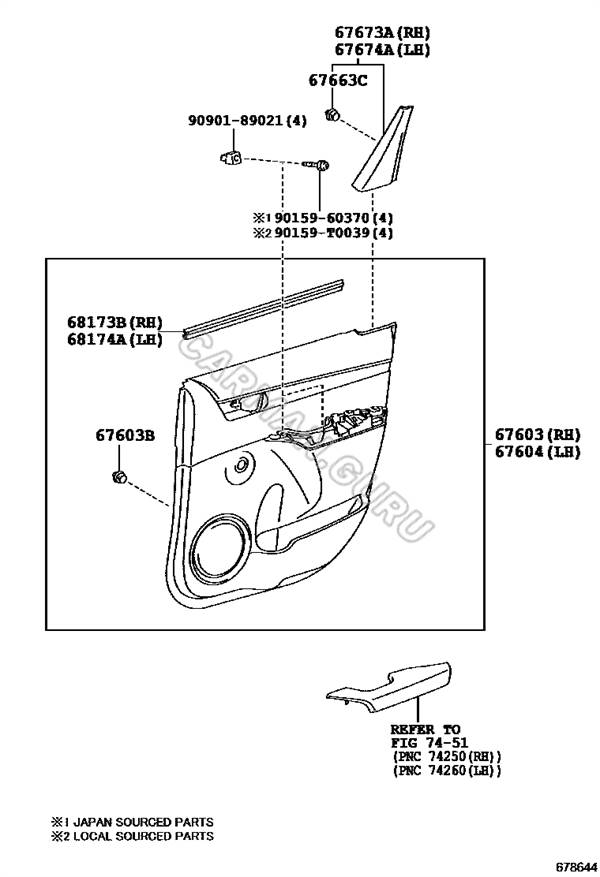 67673A(RH)
67674A(LH)
67663C
90901-89021(4)
※1 90159-60370(4)
※2 90159-T0039(4)
68173B(RH)
68174A(LH)
67603B
67603(RH)
67604(LH)
CARMAN.GURU
REFER TO
FIG 74-51
(PNC 74250(RH))
(PNC 74260(LH))
※1 JAPAN SOURCED PARTS
※2 LOCAL SOURCED PARTS
678644